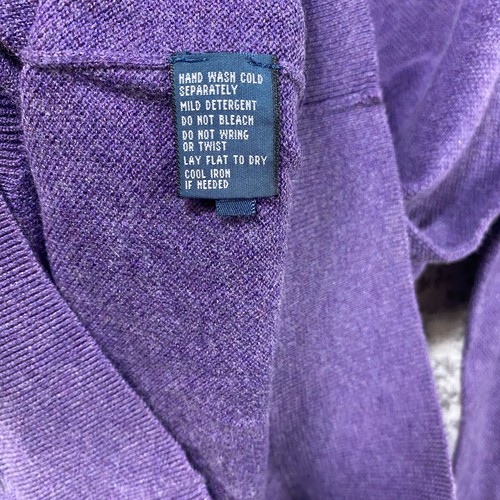 HAND WASH COLD
SEPARATELY
MILD DETERGENT
DO NOT BLEACH
DO NOT WRING
OR TWIST
LAY FLAT TO DRY
COOL IRON
IF NEEDED